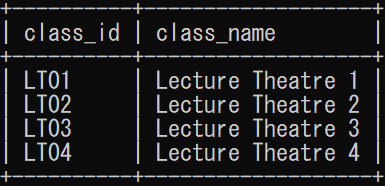 +----------+-------------------+
| class_id | class_name        |
+----------+-------------------+
| LT01     | Lecture Theatre 1 |
| LT02     | Lecture Theatre 2 |
| LT03     | Lecture Theatre 3 |
| LT04     | Lecture Theatre 4 |
+----------+-------------------+